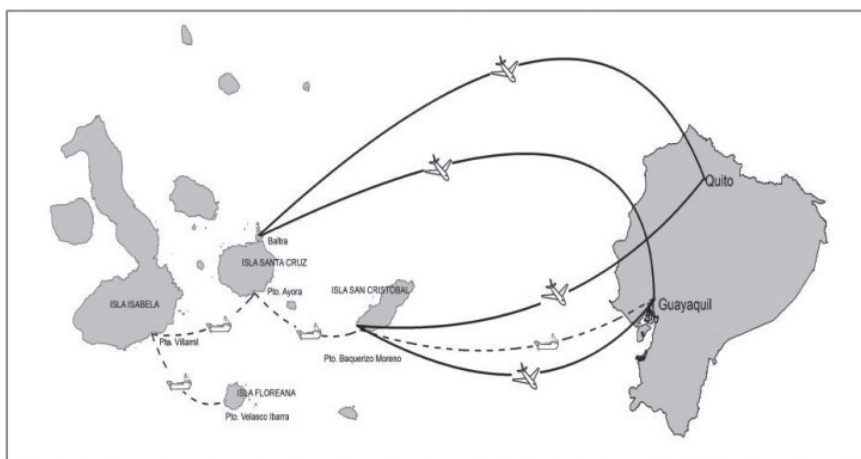 Quito
Baltra
ISLA SANTA CRUZ
ISLA SAN CRISTOBAL
Pto. Ayora
ISLA ISABELA
Guayaquil
Pto. Villamil
Pto. Baquerizo Moreno
ISLA FLOREANA
Pto. Velasco Ibarra